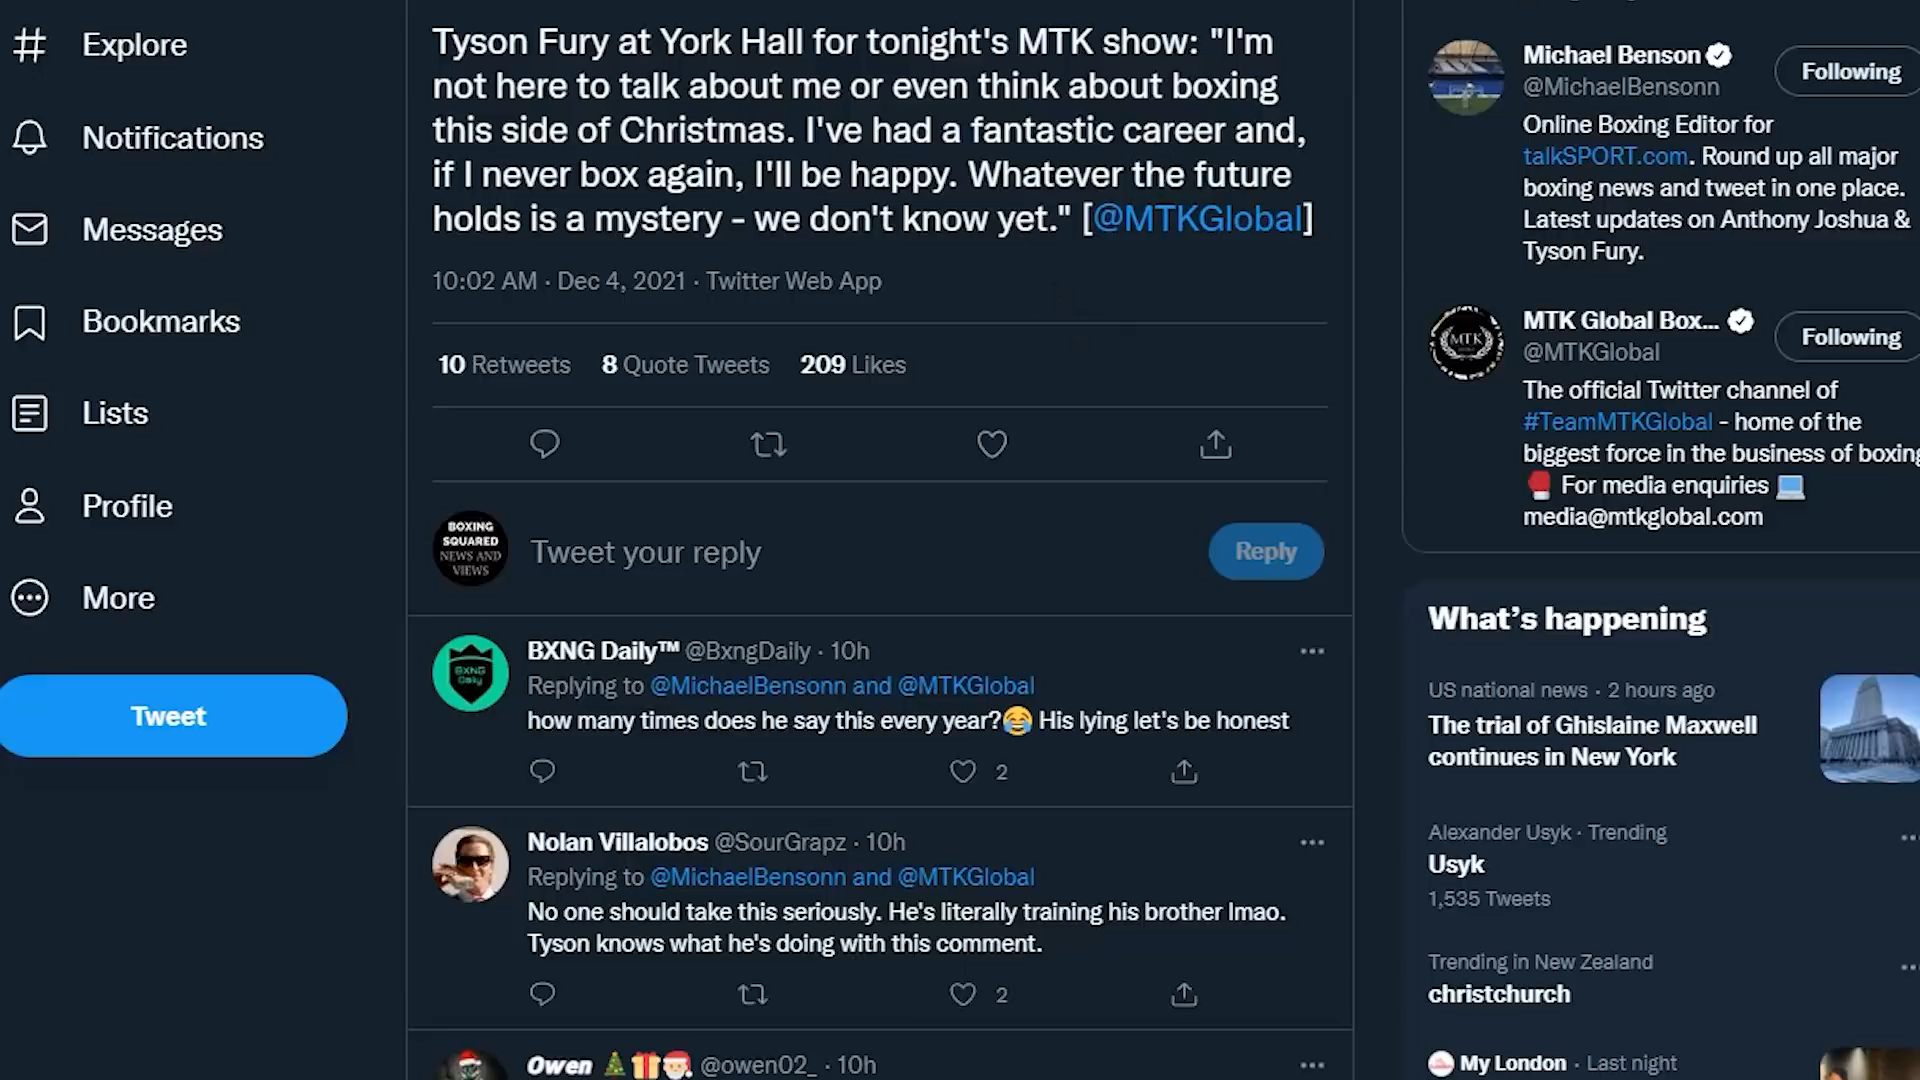 Explore
Notifications
Messages
Bookmarks
Lists
Profile
More
Tweet
Tyson Fury at York Hall for tonight's MTK show: "I'm
not here to talk about me or even think about boxing
this side of Christmas. I've had a fantastic career and,
if I never box again, I'll be happy. Whatever the future
holds is a mystery - we don't know yet." [@MTKGlobal]
10:02 AM · Dec 4, 2021 · Twitter Web App
10 Retweets 8 Quote Tweets 209 Likes
BOXING
SQUARED
NEWS AND
VIEWS
Tweet your reply
Reply
BXNG
Daily
BXNG Daily™ @BxngDaily · 10h
Replying to @MichaelBensonn and @MTKGlobal
how many times does he say this every year?😂 His lying let's be honest
2
Nolan Villalobos @SourGrapz · 10h
Replying to @MichaelBensonn and @MTKGlobal
No one should take this seriously. He's literally training his brother lmao.
Tyson knows what he's doing with this comment.
2
Owen 🎄🎁🎅 @owen02_ · 10h
Michael Benson
@MichaelBensonn
Following
Online Boxing Editor for
talkSPORT.com. Round up all major
boxing news and tweet in one place.
Latest updates on Anthony Joshua &
Tyson Fury.
MTK
MTK Global Box...
@MTKGlobal
Following
The official Twitter channel of
#TeamMTKGlobal - home of the
biggest force in the business of boxing
🥊 For media enquiries 💻
media@mtkglobal.com
What's happening
US national news · 2 hours ago
The trial of Ghislaine Maxwell
continues in New York
Alexander Usyk · Trending
Usyk
1,535 Tweets
Trending in New Zealand
christchurch
My London · Last night